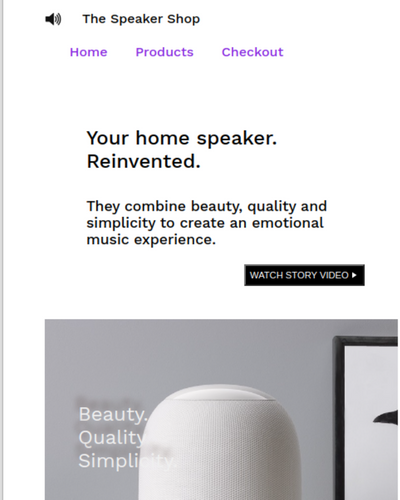 The Speaker Shop
Home Products Checkout
Your home speaker.
Reinvented.
They combine beauty, quality and
simplicity to create an emotional
music experience.
WATCH STORY VIDEO
Beauty.
Quality.
Simplicity.